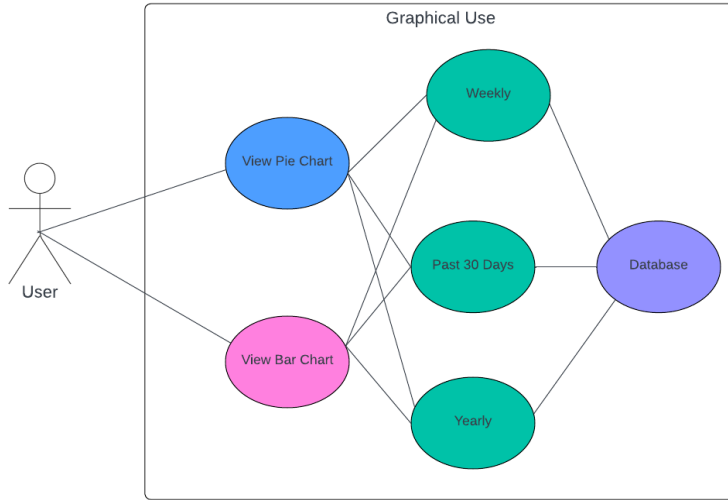 Graphical Use
Weekly
View Pie Chart
Past 30 Days
Database
User
View Bar Chart
Yearly